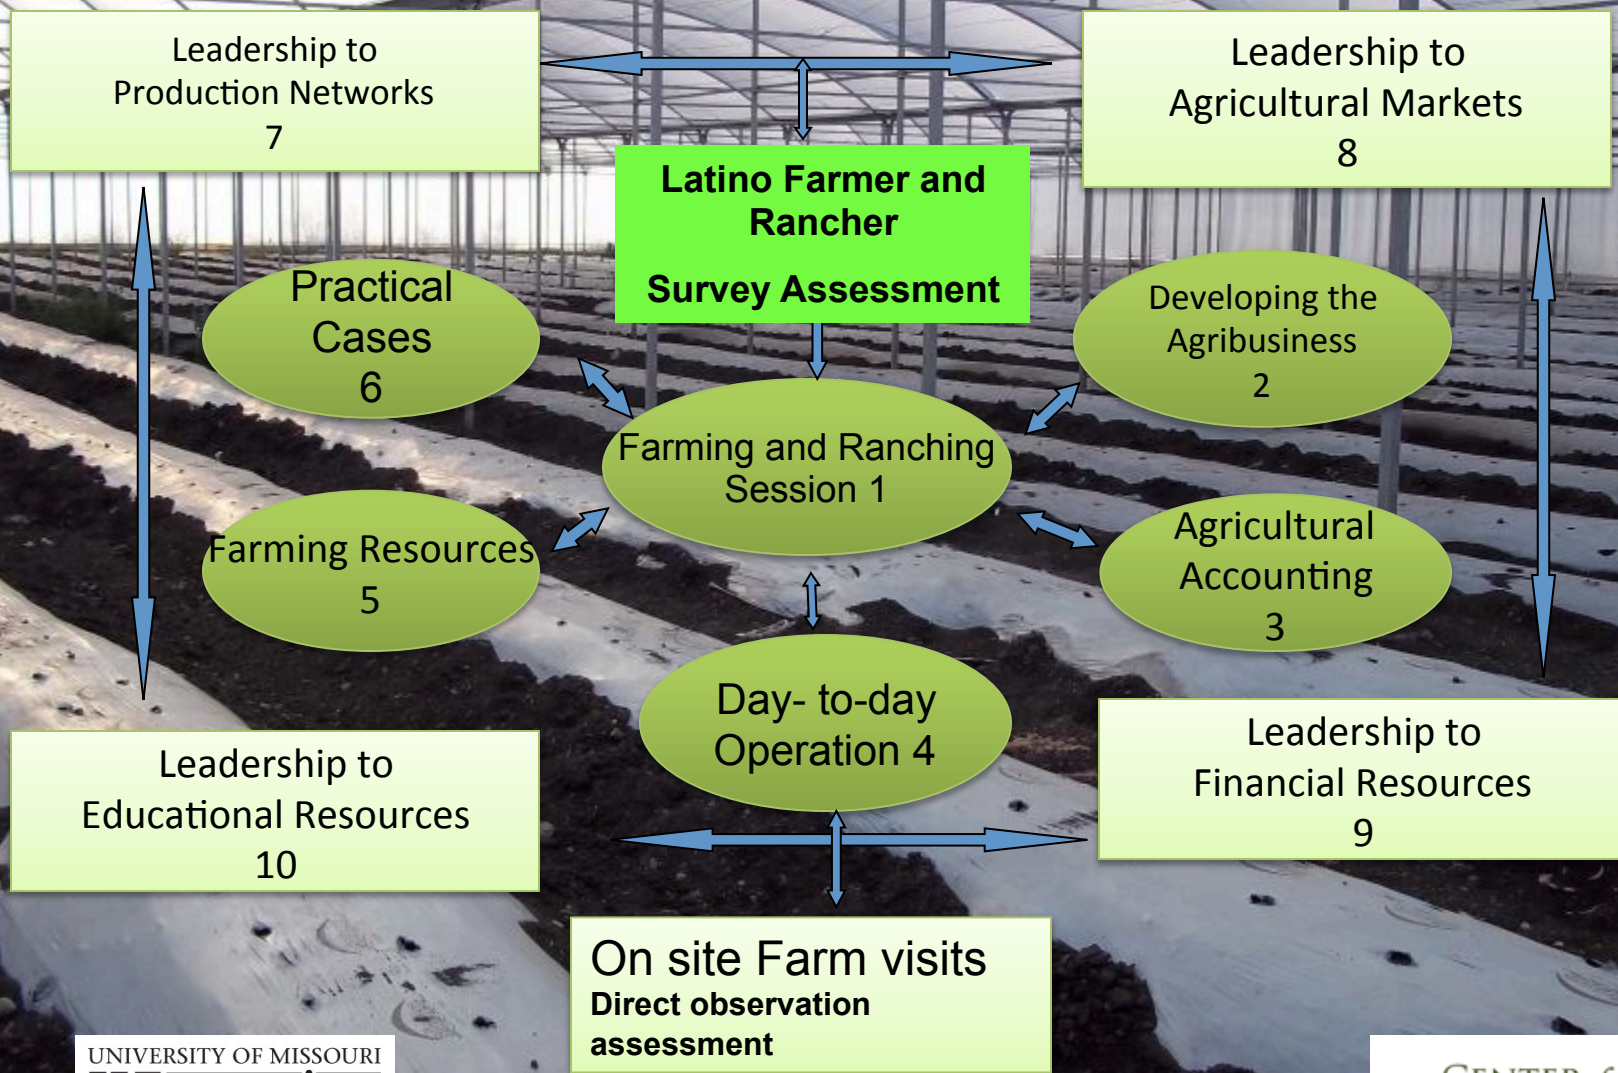 Leadership to
Production Networks
7
Leadership to
Agricultural Markets
8
Latino Farmer and
Rancher
Survey Assessment
Practical
Cases
6
Developing the
Agribusiness
2
Farming and Ranching
Session 1
Farming Resources
5
Agricultural
Accounting
3
Day- to-day
Operation 4
Leadership to
Educational Resources
10
Leadership to
Financial Resources
9
On site Farm visits
Direct observation
assessment
UNIVERSITY OF MISSOURI
CENTER